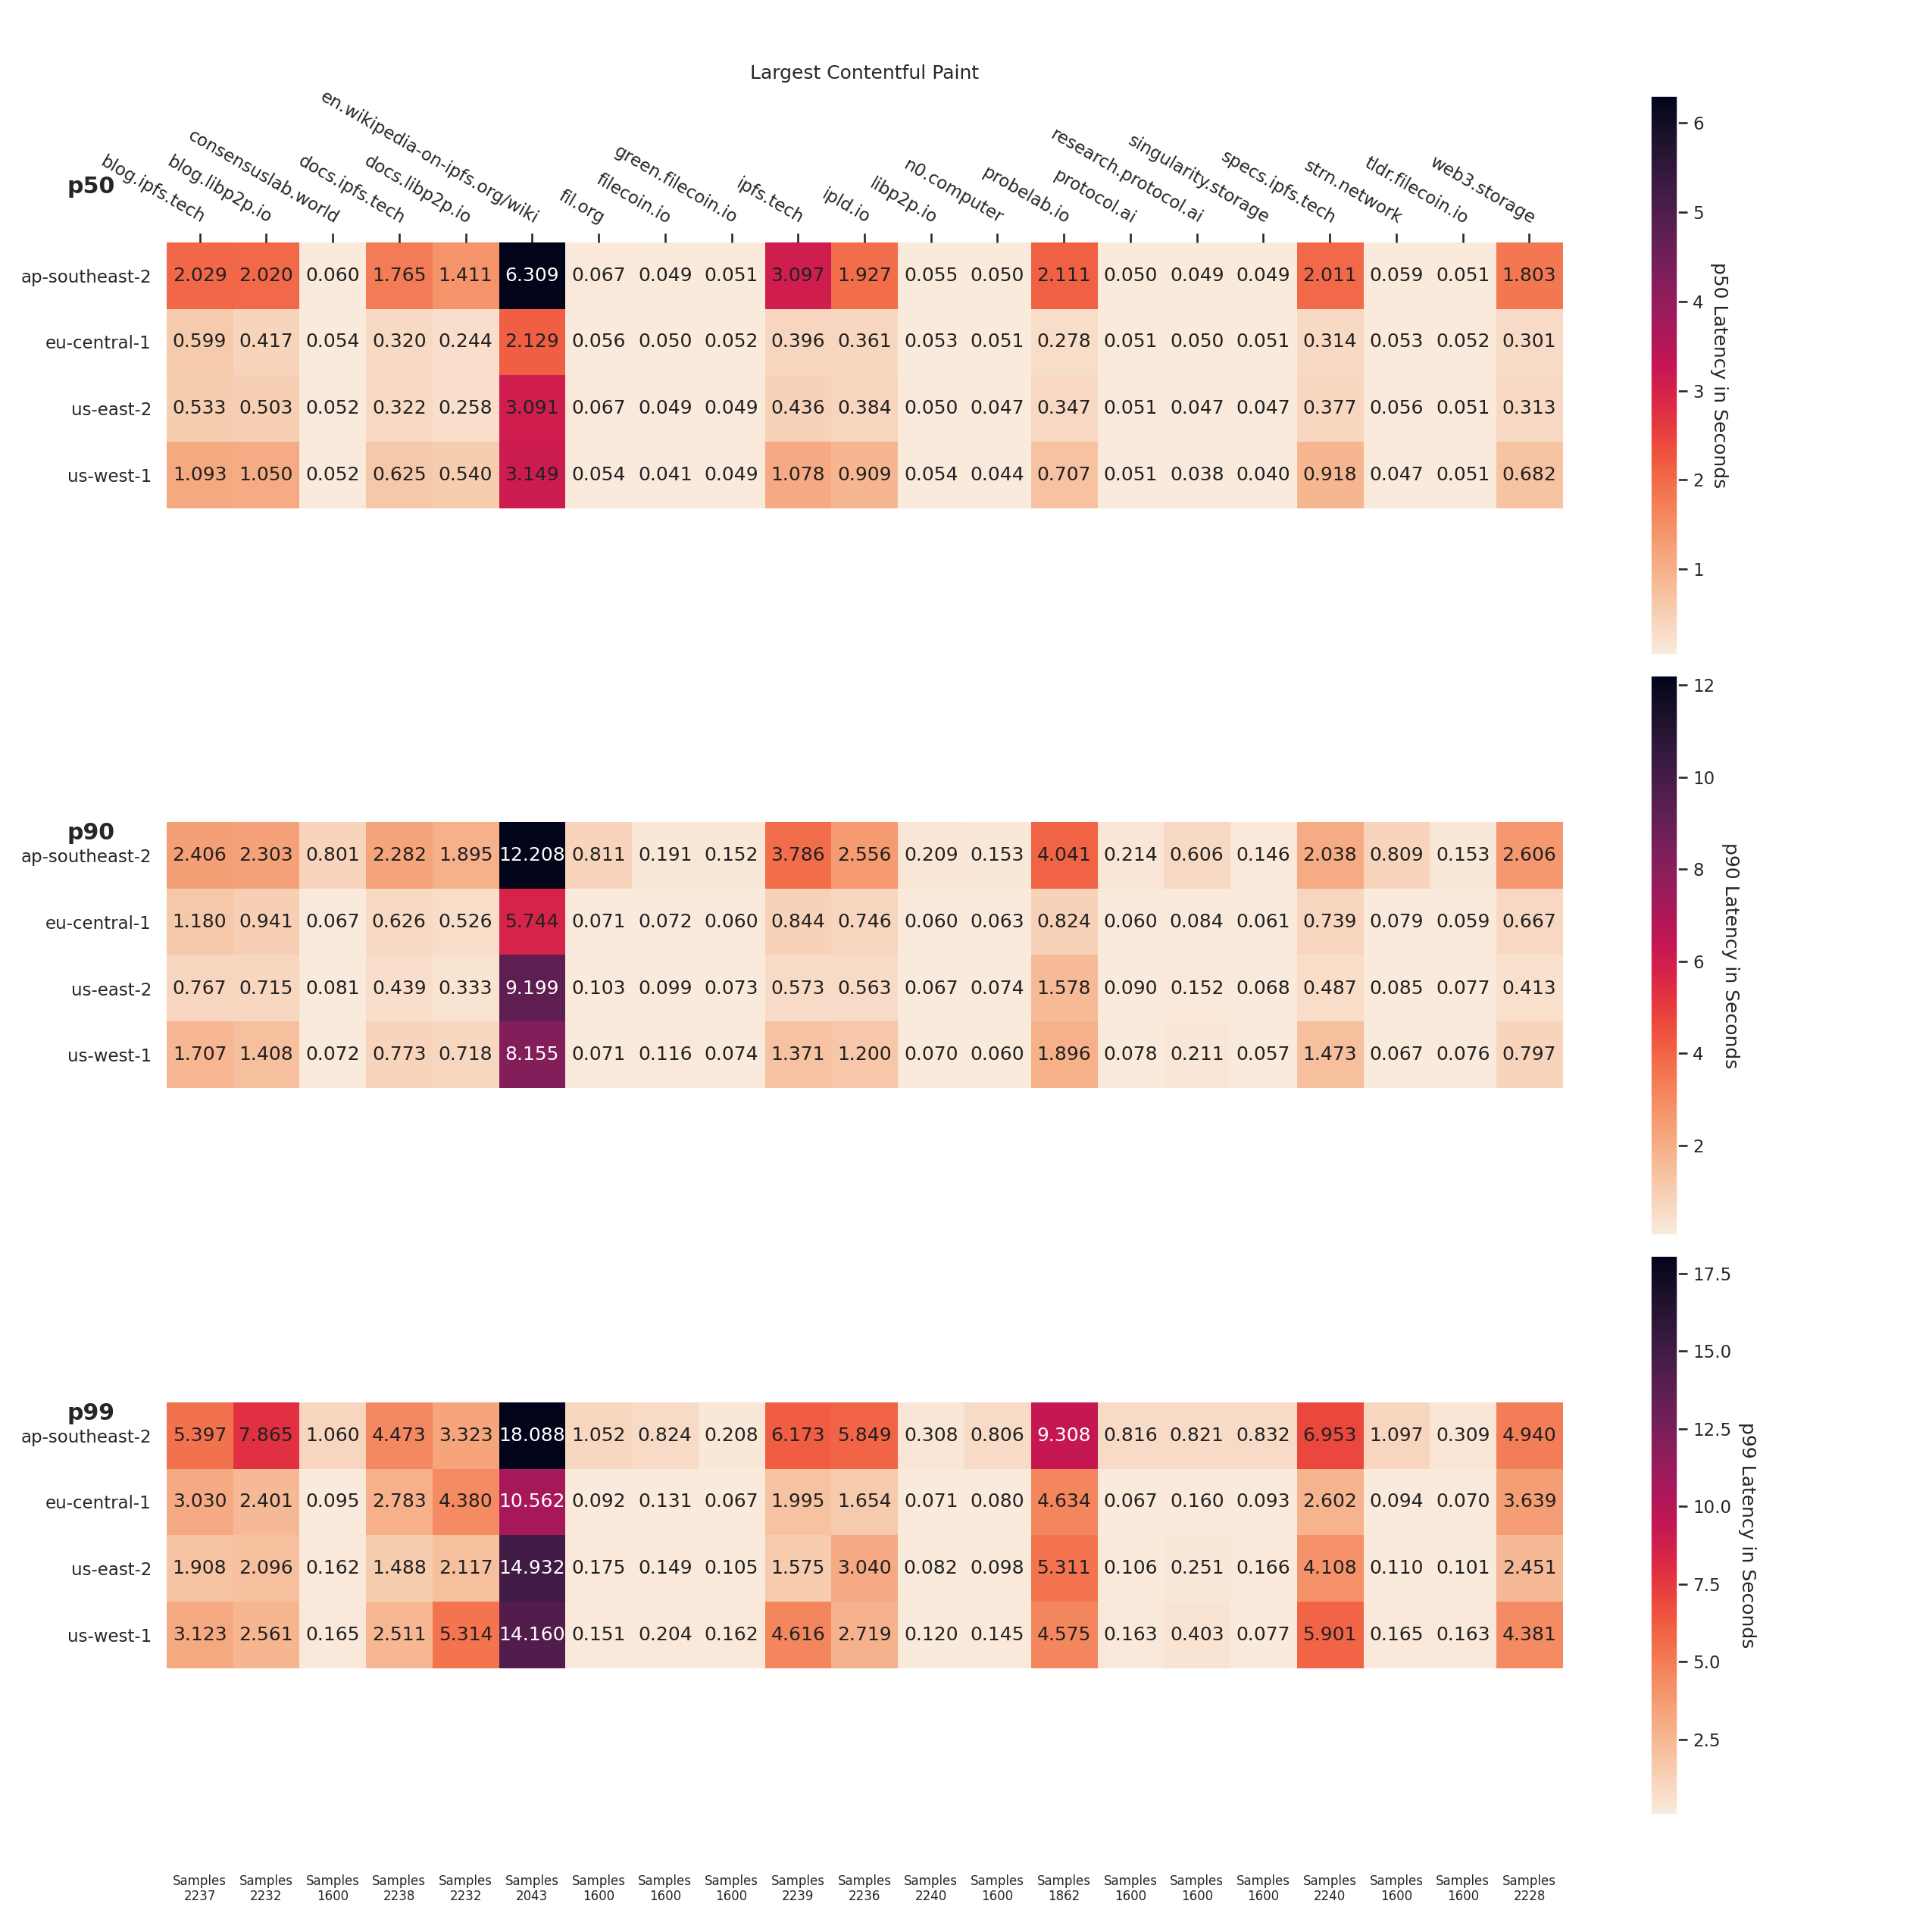 Largest Contentful Paint
p50
blog.ipfs.tech
blog.libp2p.io
consensuslab.world
docs.ipfs.tech
docs.libp2p.io
en.wikipedia-on-ipfs.org/wiki
fil.org
filecoin.io
green.filecoin.io
ipfs.tech
ipld.io
libp2p.io
n0.computer
probelab.io
protocol.ai
research.protocol.ai
singularity.storage
specs.ipfs.tech
strn.network
tldr.filecoin.io
web3.storage
ap-southeast-2 2.029 2.020 0.060 1.765 1.411 6.309 0.067 0.049 0.051 3.097 1.927 0.055 0.050 2.111 0.050 0.049 0.049 2.011 0.059 0.051 1.803
eu-central-1 0.599 0.417 0.054 0.320 0.244 2.129 0.056 0.050 0.052 0.396 0.361 0.053 0.051 0.278 0.051 0.050 0.051 0.314 0.053 0.052 0.301
us-east-2 0.533 0.503 0.052 0.322 0.258 3.091 0.067 0.049 0.049 0.436 0.384 0.050 0.047 0.347 0.051 0.047 0.047 0.377 0.056 0.051 0.313
us-west-1 1.093 1.050 0.052 0.625 0.540 3.149 0.054 0.041 0.049 1.078 0.909 0.054 0.044 0.707 0.051 0.038 0.040 0.918 0.047 0.051 0.682
6
5
4
3
2
1
p50 Latency in Seconds
p90
ap-southeast-2 2.406 2.303 0.801 2.282 1.895 12.208 0.811 0.191 0.152 3.786 2.556 0.209 0.153 4.041 0.214 0.606 0.146 2.038 0.809 0.153 2.606
eu-central-1 1.180 0.941 0.067 0.626 0.526 5.744 0.071 0.072 0.060 0.844 0.746 0.060 0.063 0.824 0.060 0.084 0.061 0.739 0.079 0.059 0.667
us-east-2 0.767 0.715 0.081 0.439 0.333 9.199 0.103 0.099 0.073 0.573 0.563 0.067 0.074 1.578 0.090 0.152 0.068 0.487 0.085 0.077 0.413
us-west-1 1.707 1.408 0.072 0.773 0.718 8.155 0.071 0.116 0.074 1.371 1.200 0.070 0.060 1.896 0.078 0.211 0.057 1.473 0.067 0.076 0.797
12
10
8
6
4
2
p90 Latency in Seconds
p99
ap-southeast-2 5.397 7.865 1.060 4.473 3.323 18.088 1.052 0.824 0.208 6.173 5.849 0.308 0.806 9.308 0.816 0.821 0.832 6.953 1.097 0.309 4.940
eu-central-1 3.030 2.401 0.095 2.783 4.380 10.562 0.092 0.131 0.067 1.995 1.654 0.071 0.080 4.634 0.067 0.160 0.093 2.602 0.094 0.070 3.639
us-east-2 1.908 2.096 0.162 1.488 2.117 14.932 0.175 0.149 0.105 1.575 3.040 0.082 0.098 5.311 0.106 0.251 0.166 4.108 0.110 0.101 2.451
us-west-1 3.123 2.561 0.165 2.511 5.314 14.160 0.151 0.204 0.162 4.616 2.719 0.120 0.145 4.575 0.163 0.403 0.077 5.901 0.165 0.163 4.381
17.5
15.0
12.5
10.0
7.5
5.0
2.5
p99 Latency in Seconds
Samples Samples Samples Samples Samples Samples Samples Samples Samples Samples Samples Samples Samples Samples Samples Samples Samples Samples Samples Samples Samples
2237 2232 1600 2238 2232 2043 1600 1600 1600 2239 2236 2240 1600 1862 1600 1600 1600 2240 1600 1600 2228